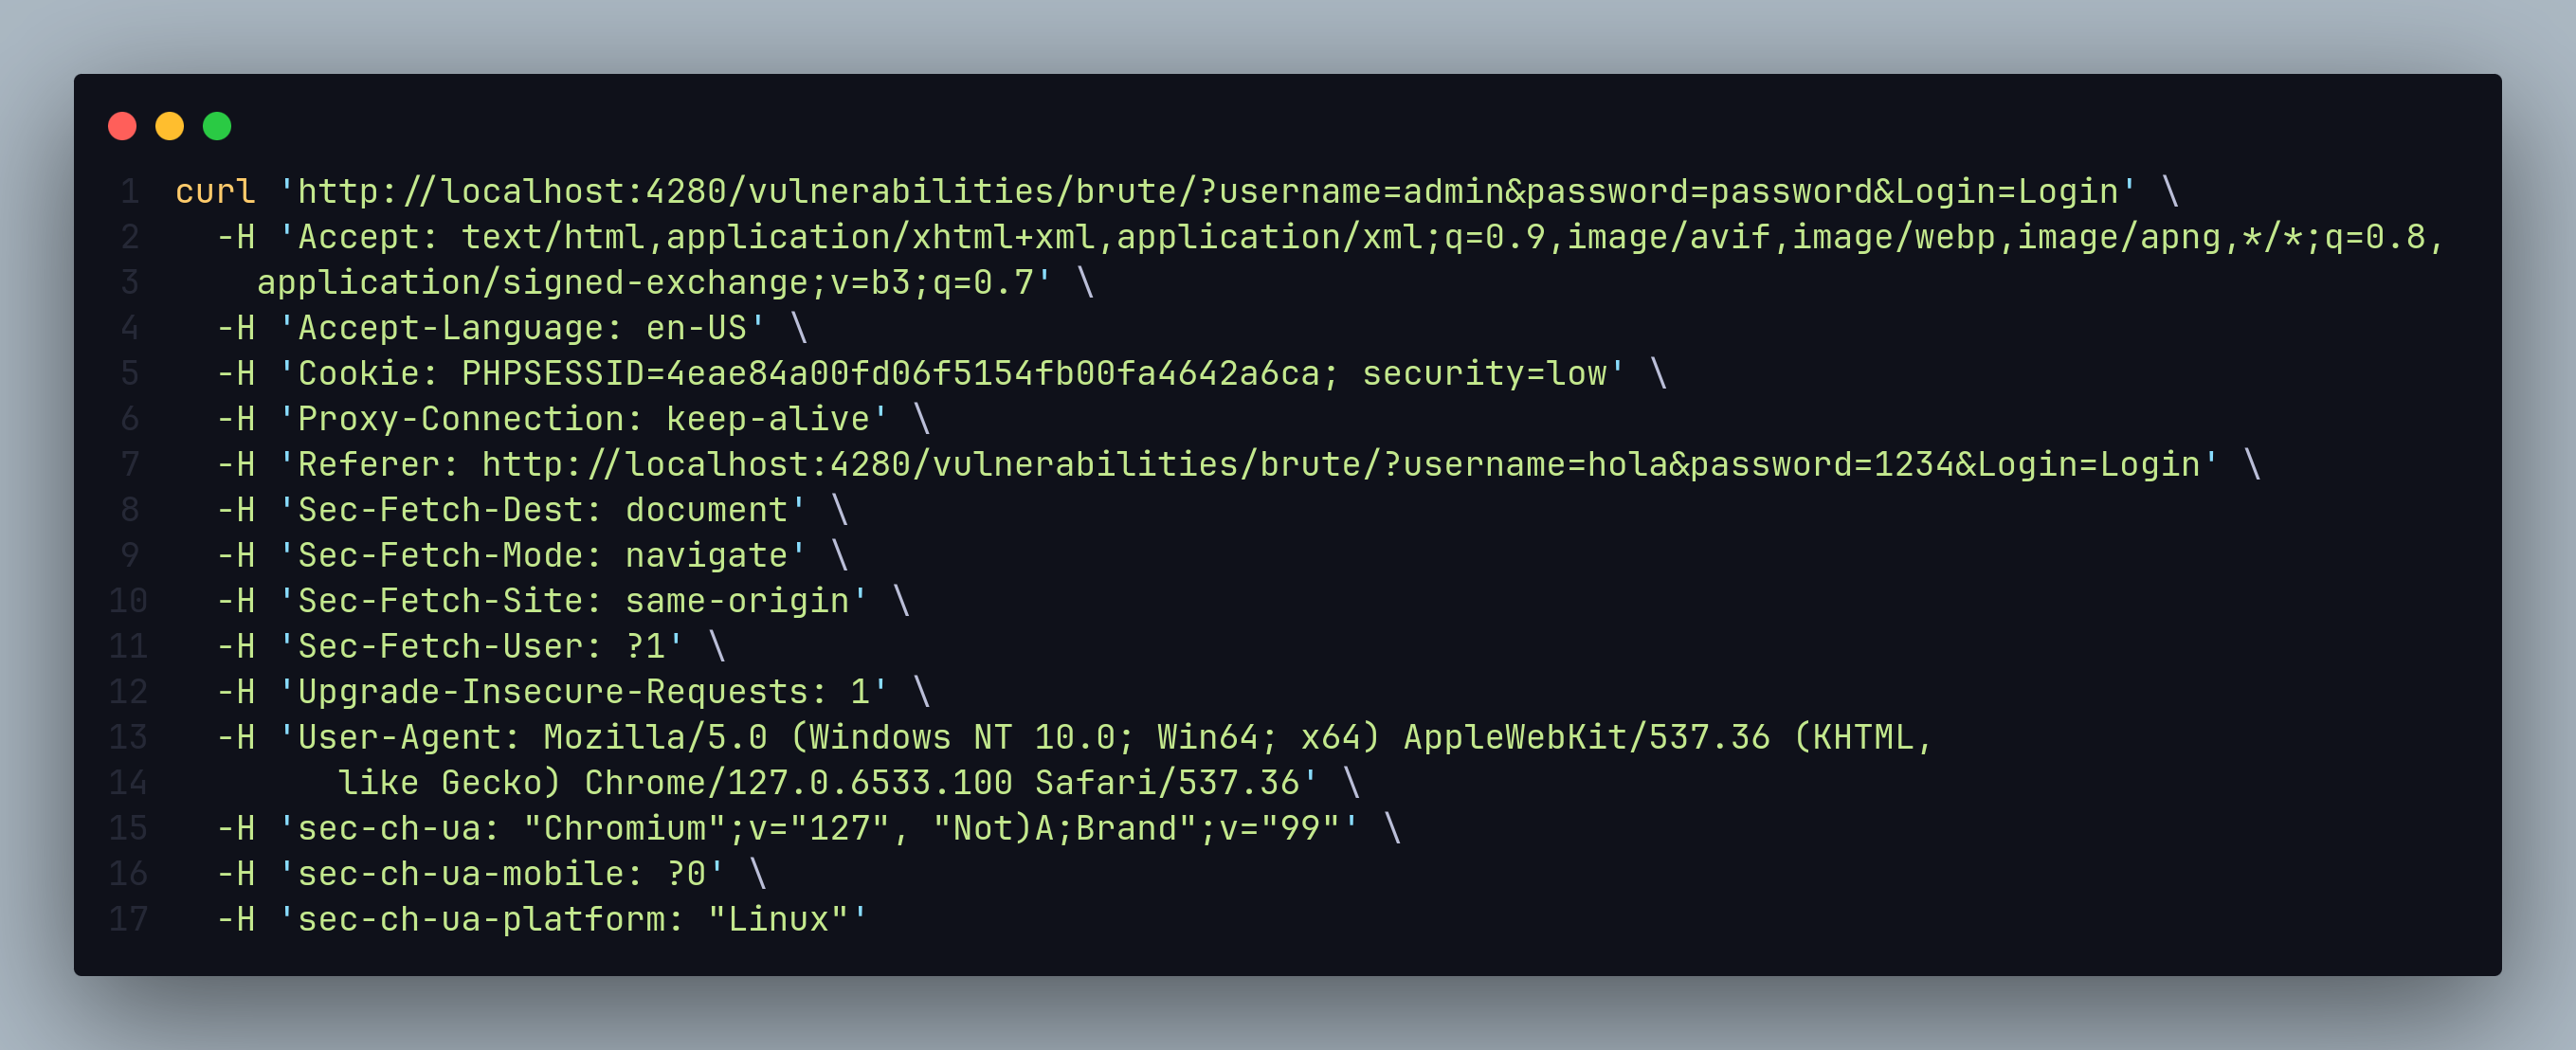 1 curl 'http://localhost:4280/vulnerabilities/brute/?username=admin&password=password&Login=Login' \
2 -H 'Accept: text/html,application/xhtml+xml,application/xml;q=0.9,image/avif,image/webp,image/apng,*/*;q=0.8,
3 application/signed-exchange;v=b3;q=0.7' \
4 -H 'Accept-Language: en-US' \
5 -H 'Cookie: PHPSESSID=4eae84a00fd06f5154fb00fa4642a6ca; security=low' \
6 -H 'Proxy-Connection: keep-alive' \
7 -H 'Referer: http://localhost:4280/vulnerabilities/brute/?username=hola&password=1234&Login=Login' \
8 -H 'Sec-Fetch-Dest: document' \
9 -H 'Sec-Fetch-Mode: navigate' \
10 -H 'Sec-Fetch-Site: same-origin' \
11 -H 'Sec-Fetch-User: ?1' \
12 -H 'Upgrade-Insecure-Requests: 1' \
13 -H 'User-Agent: Mozilla/5.0 (Windows NT 10.0; Win64; x64) AppleWebKit/537.36 (KHTML,
14 like Gecko) Chrome/127.0.6533.100 Safari/537.36' \
15 -H 'sec-ch-ua: "Chromium";v="127", "Not)A;Brand";v="99"' \
16 -H 'sec-ch-ua-mobile: ?0' \
17 -H 'sec-ch-ua-platform: "Linux"'